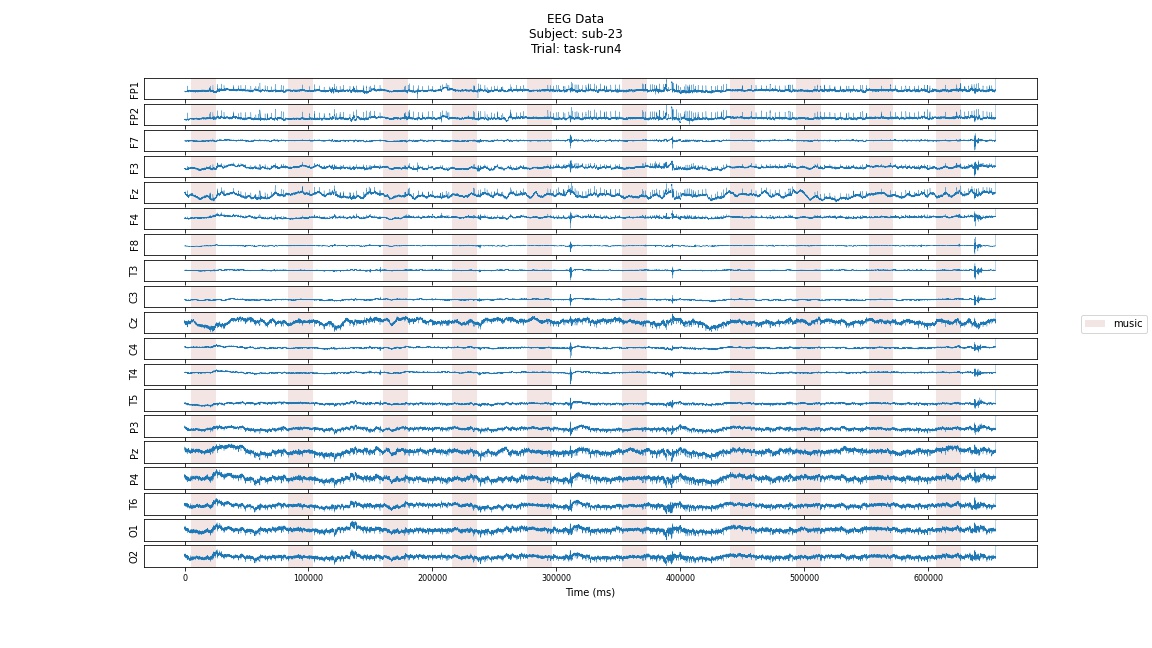 EEG Data
Subject: sub-23
Trial: task-run4
FP1
FP2
F7
F3
Fz
F4
F8
T3
C3
Cz
C4
T4
T5
P3
Pz
P4
T6
O1
O2
music
0 100000 200000 300000 400000 500000 600000
Time (ms)